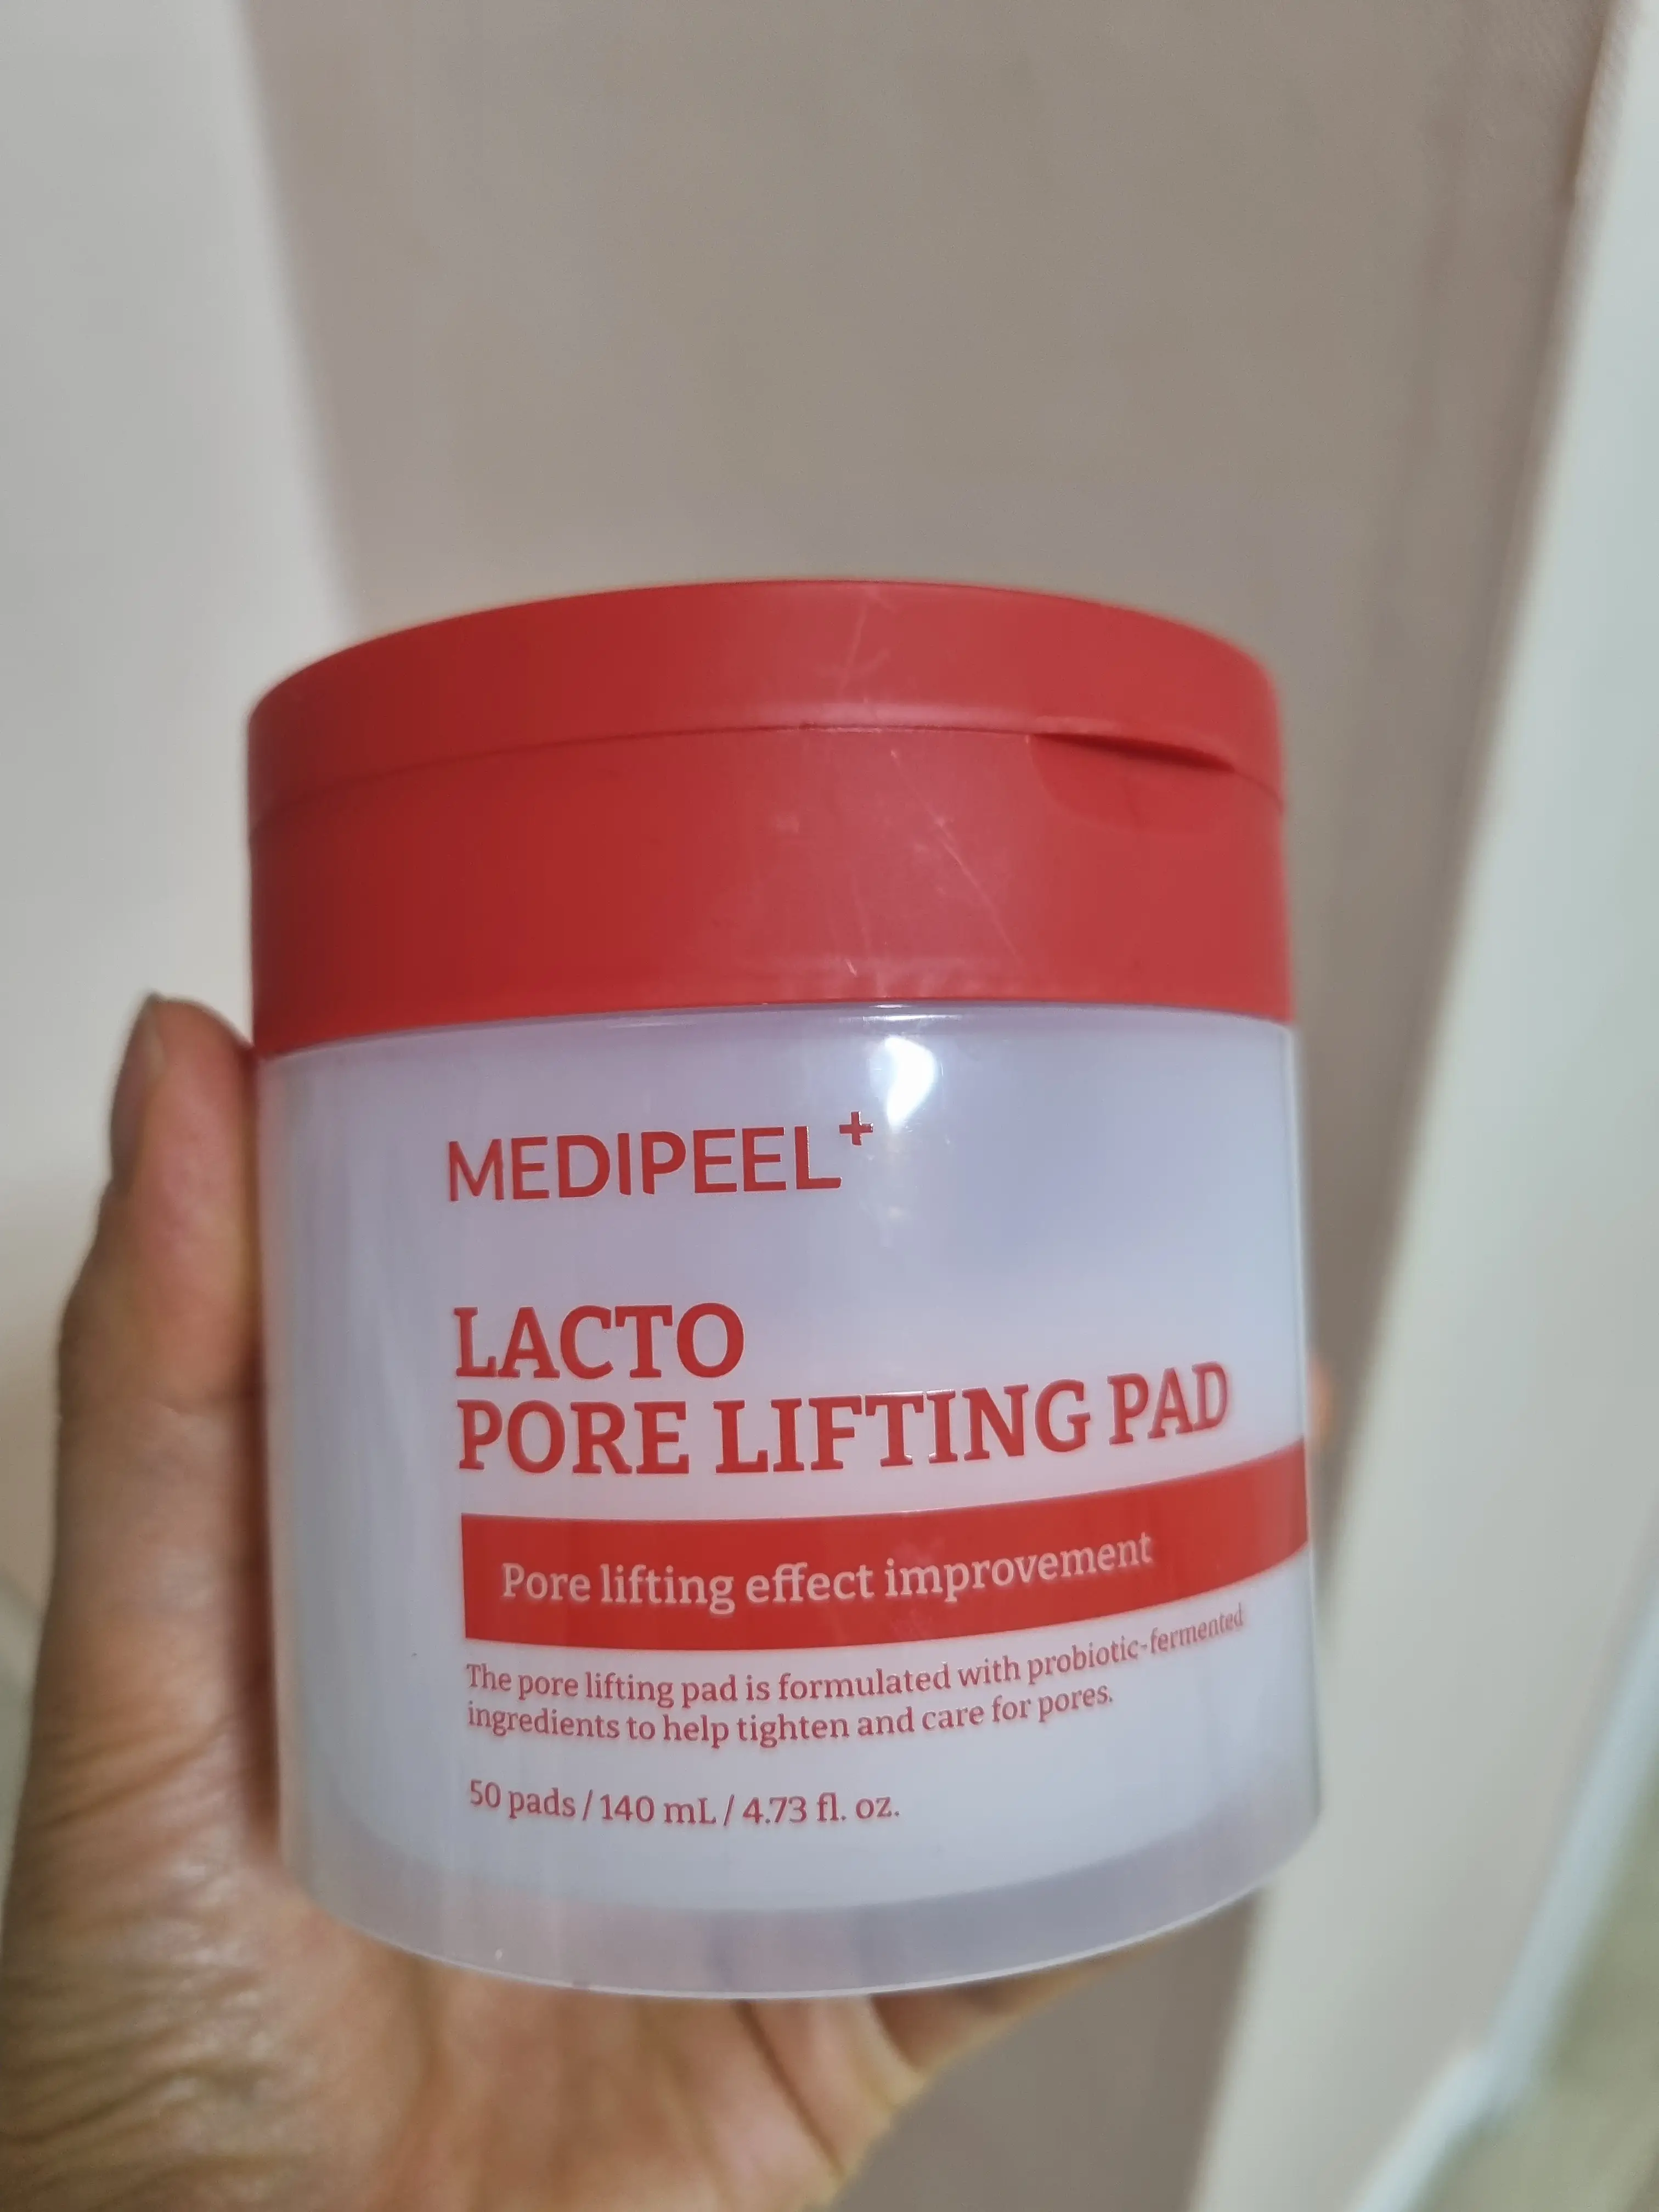 MEDIPEEL+
LACTO
PORE LIFTING PAD
Pore lifting effect improvement
The pore lifting pad is formulated with probiotic-fermented
ingredients to help tighten and care for pores.
50 pads / 140 mL / 4.73 fl. oz.